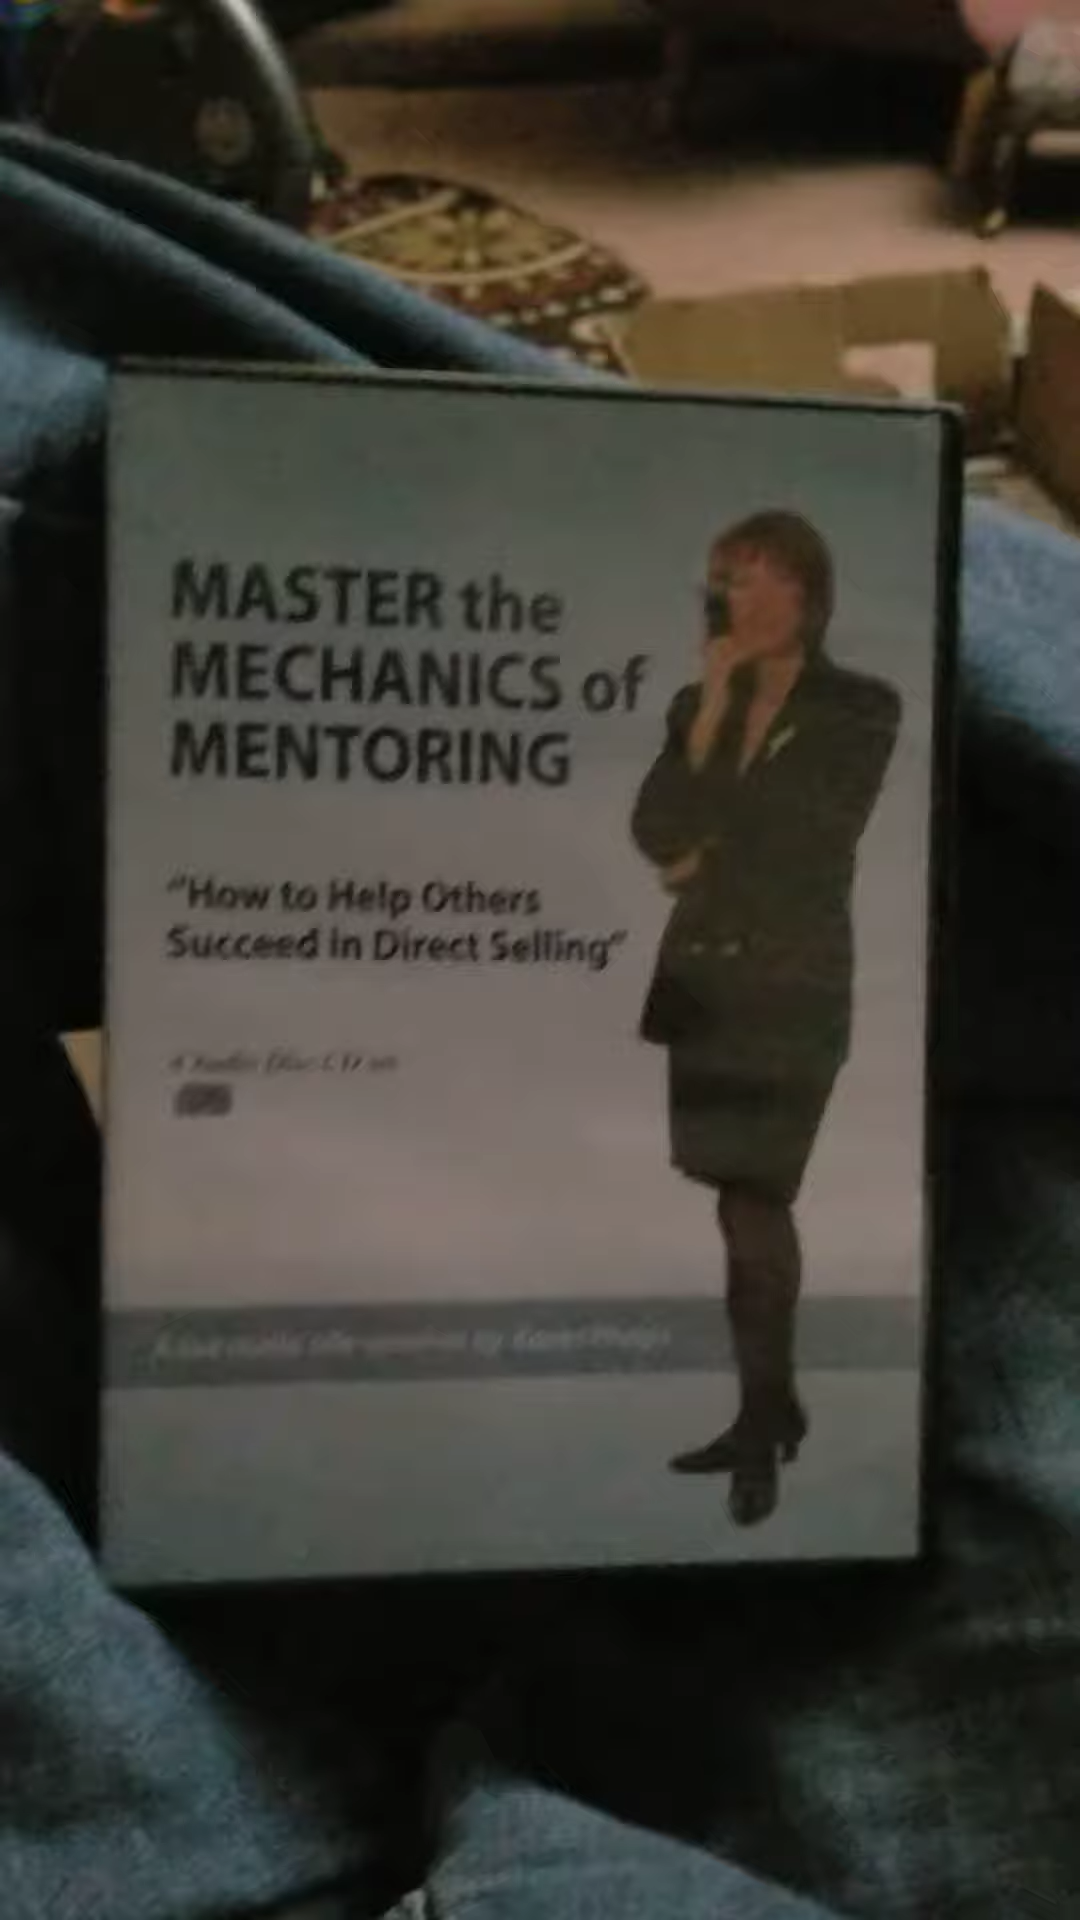 MASTER the
MECHANICS of
MENTORING
"How to Help Others
Succeed in Direct Selling"